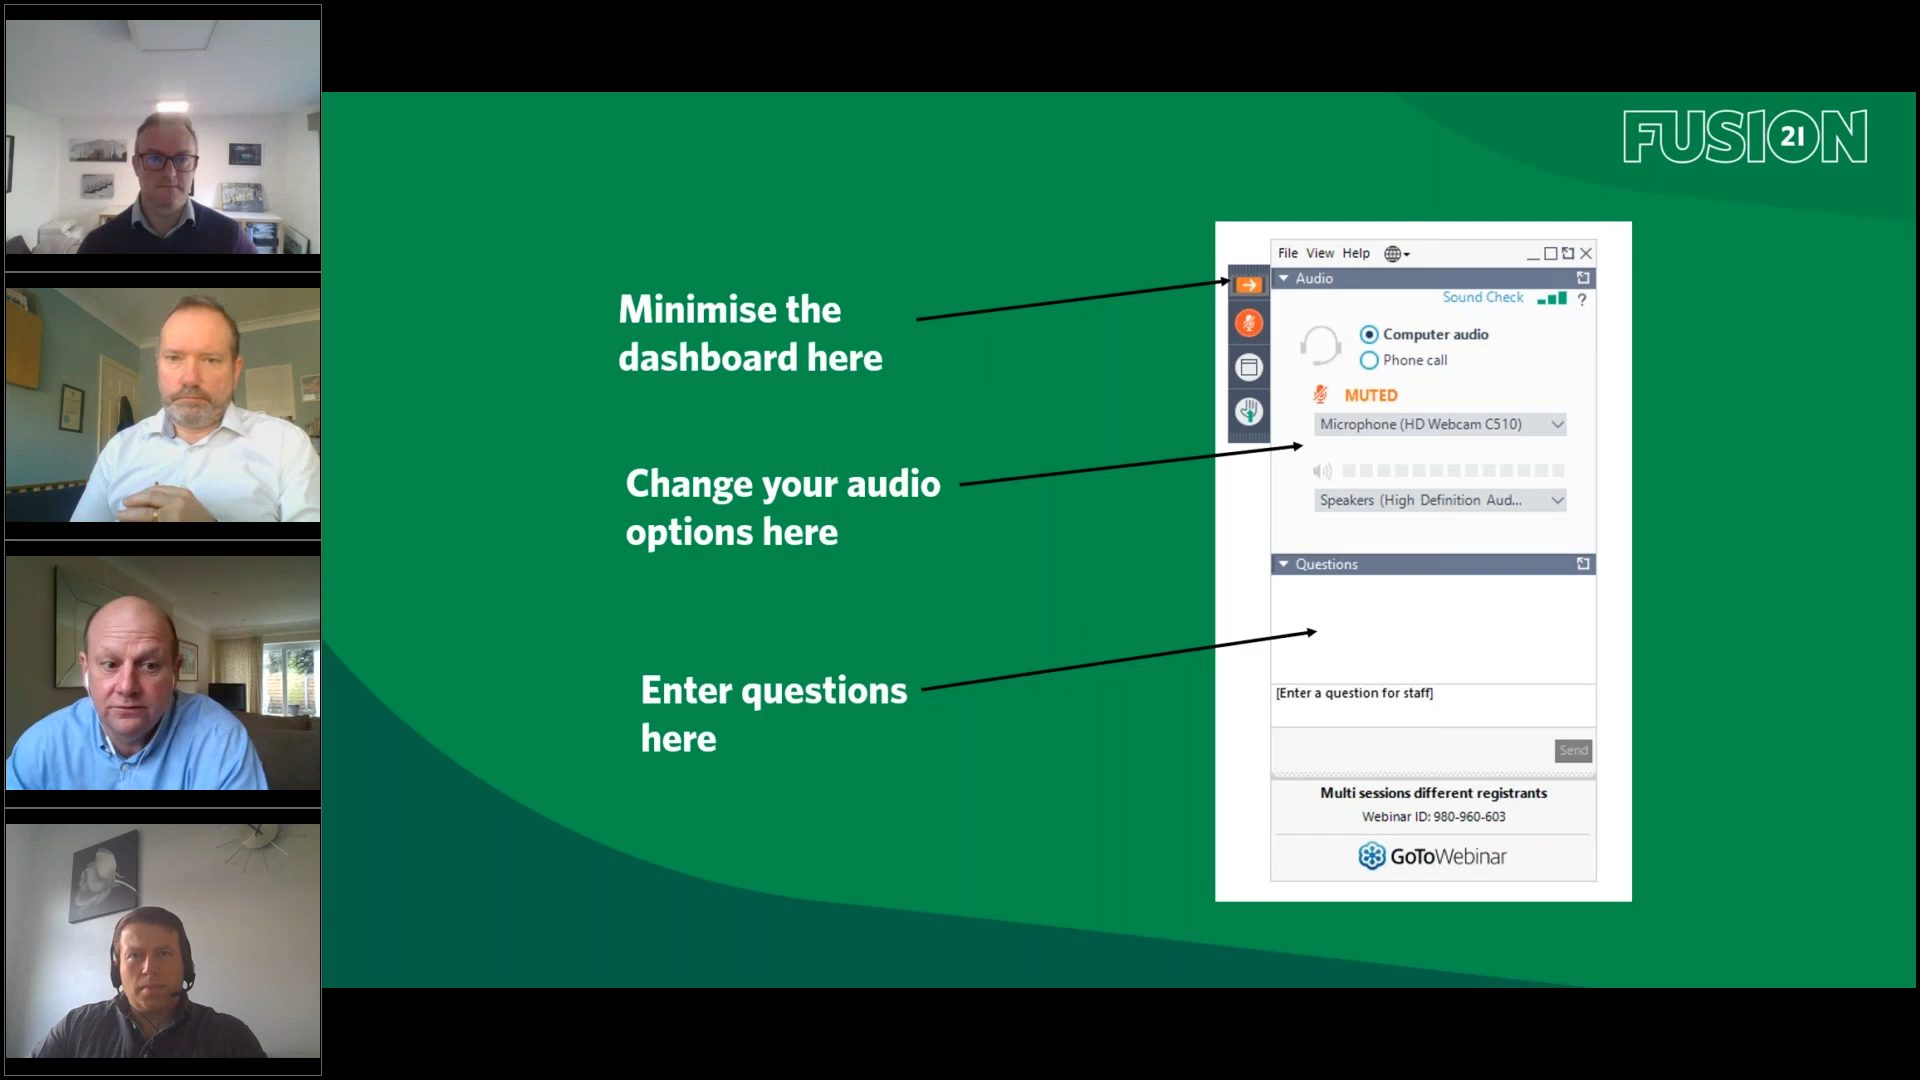 FUSION 21
Minimise the
dashboard here
Change your audio
options here
Enter questions
here
File View Help
Audio
Sound Check ?
Computer audio
Phone call
MUTED
Microphone (HD Webcam C510)
Speakers (High Definition Aud...
Questions
[Enter a question for staff]
Send
Multi sessions different registrants
Webinar ID: 980-960-603
GoToWebinar